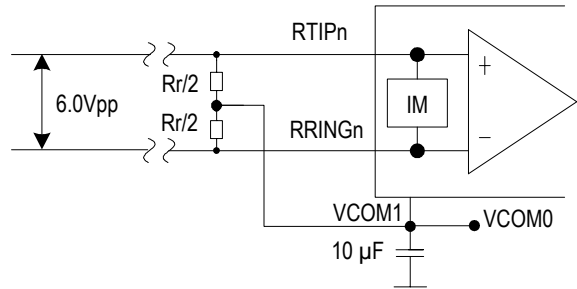 RTIPn
Rr/2
6.0Vpp
IM
+
Rr/2
RRINGn
−
VCOM1
VCOM0
10 µF